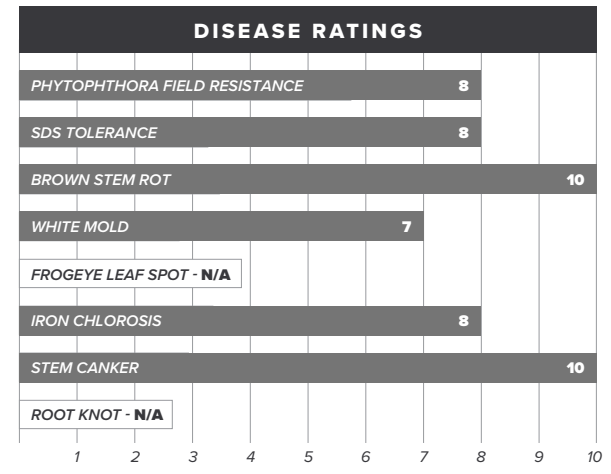 DISEASE RATINGS
PHYTOPHTHORA FIELD RESISTANCE 8
SDS TOLERANCE 8
BROWN STEM ROT 10
WHITE MOLD 7
FROGEYE LEAF SPOT - N/A
IRON CHLOROSIS 8
STEM CANKER 10
ROOT KNOT - N/A
1 2 3 4 5 6 7 8 9 10